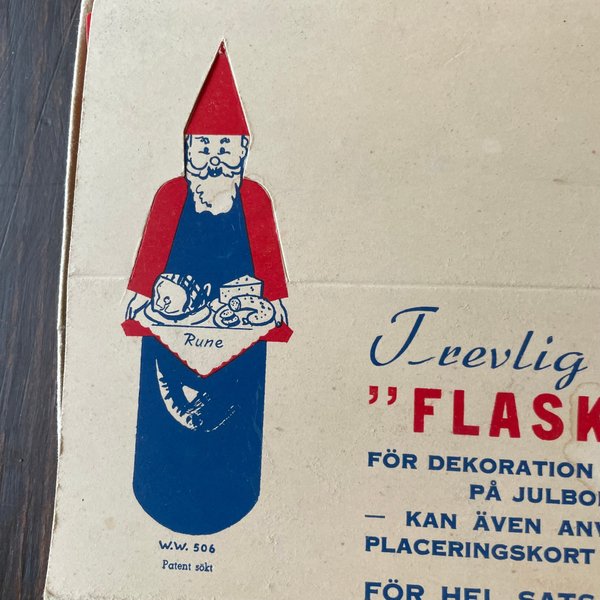 Rune
W.W. 506
Patent sökt
Trevlig
"FLASK
FÖR DEKORATION
PÅ JULBO
— KAN ÄVEN ANV
PLACERINGSKORT
FÖR HEL SATS